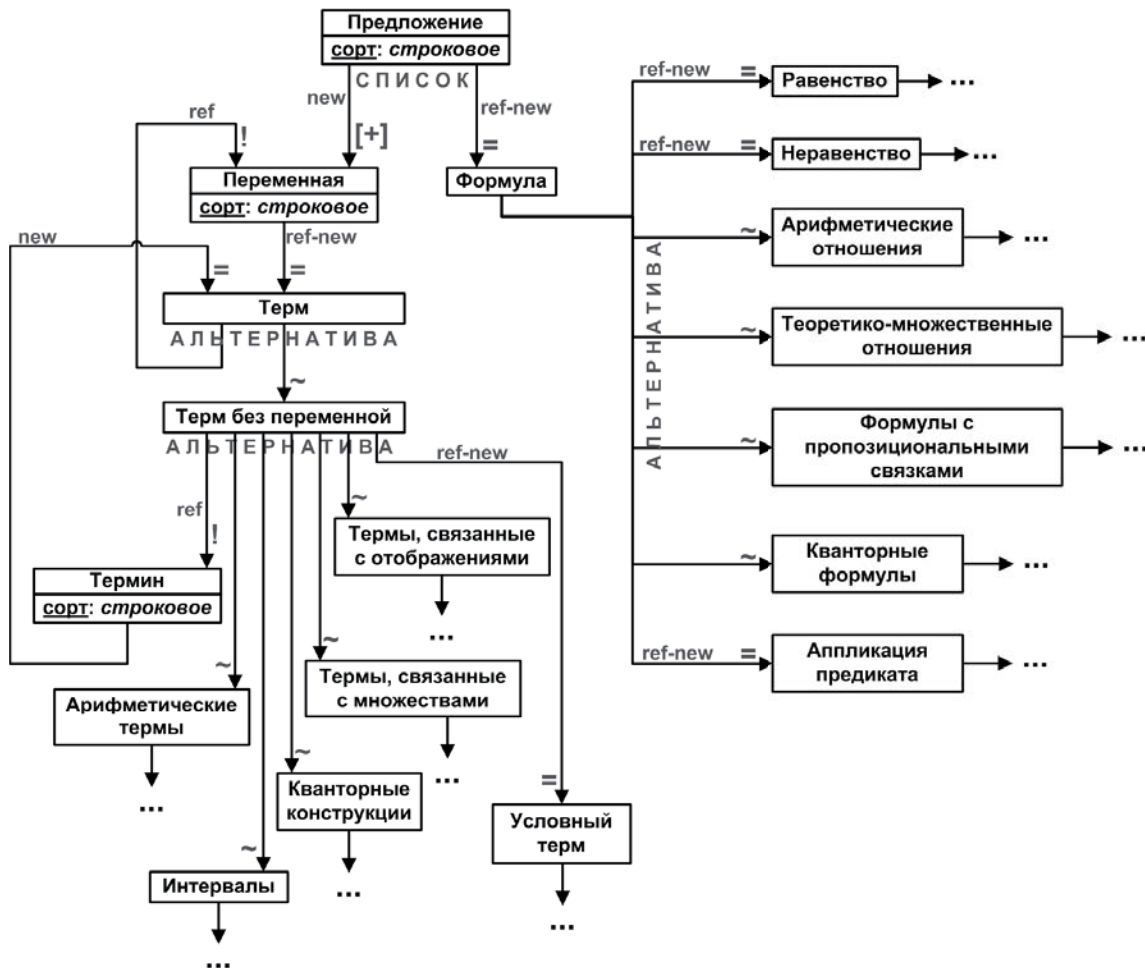 Предложение
сорт: строковое
СПИСОК
new
ref-new
ref
!
[+]
=
Переменная
сорт: строковое
Формула
new
ref-new
=
=
Терм
АЛЬТЕРНАТИВА
~
Терм без переменной
АЛЬТЕРНАТИВА
ref-new
ref
!
~
Термы, связанные
с отображениями
...
Термин
сорт: строковое
~
~
Термы, связанные
с множествами
...
Арифметические
термы
...
~
Кванторные
конструкции
...
=
Условный
терм
...
~
Интервалы
...
АЛЬТЕРНАТИВА
ref-new =
Равенство
...
ref-new =
Неравенство
...
~
Арифметические
отношения
...
~
Теоретико-множественные
отношения
...
~
Формулы с
пропозициональными
связками
...
~
Кванторные
формулы
...
ref-new =
Аппликация
предиката
...